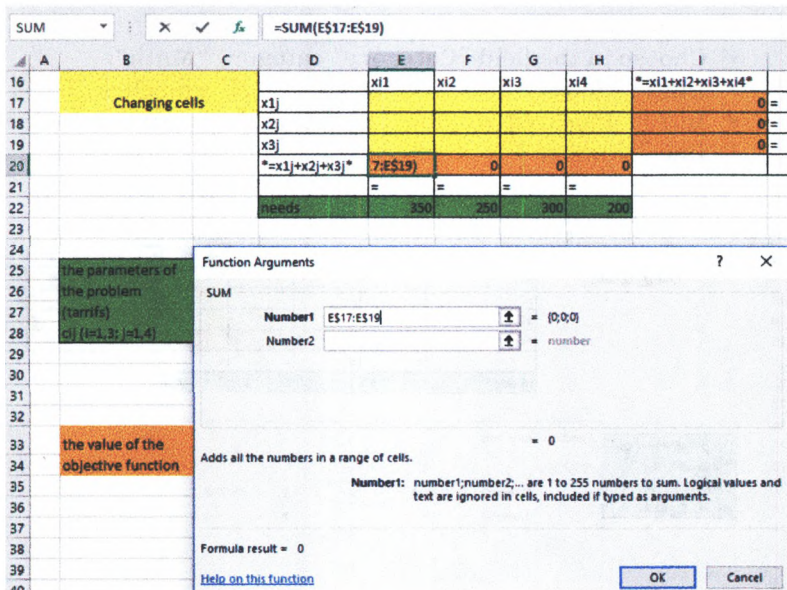 SUM fx =SUM(E$17:E$19)
A B C D E F G H I
16 xi1 xi2 xi3 xi4 *=xi1+xi2+xi3+xi4*
17 Changing cells x1j 0 =
18 x2j 0 =
19 x3j 0 =
20 *=x1j+x2j+x3j* 7:E$19) 0 0 0
21 = = = =
22 needs 350 250 300 200
23
24
Function Arguments ? ×
25 the parameters of
SUM
26 the problem
27 (tarrifs)
Number1 E$17:E$19 = {0;0;0}
28 cij (i=1,3; j=1,4)
Number2 = number
29
30
31
32
33 the value of the
= 0
34 objective function
Adds all the numbers in a range of cells.
35
Number1: number1;number2;... are 1 to 255 numbers to sum. Logical values and
36
text are ignored in cells, included if typed as arguments.
37
38
Formula result = 0
39
Help on this function OK Cancel
40